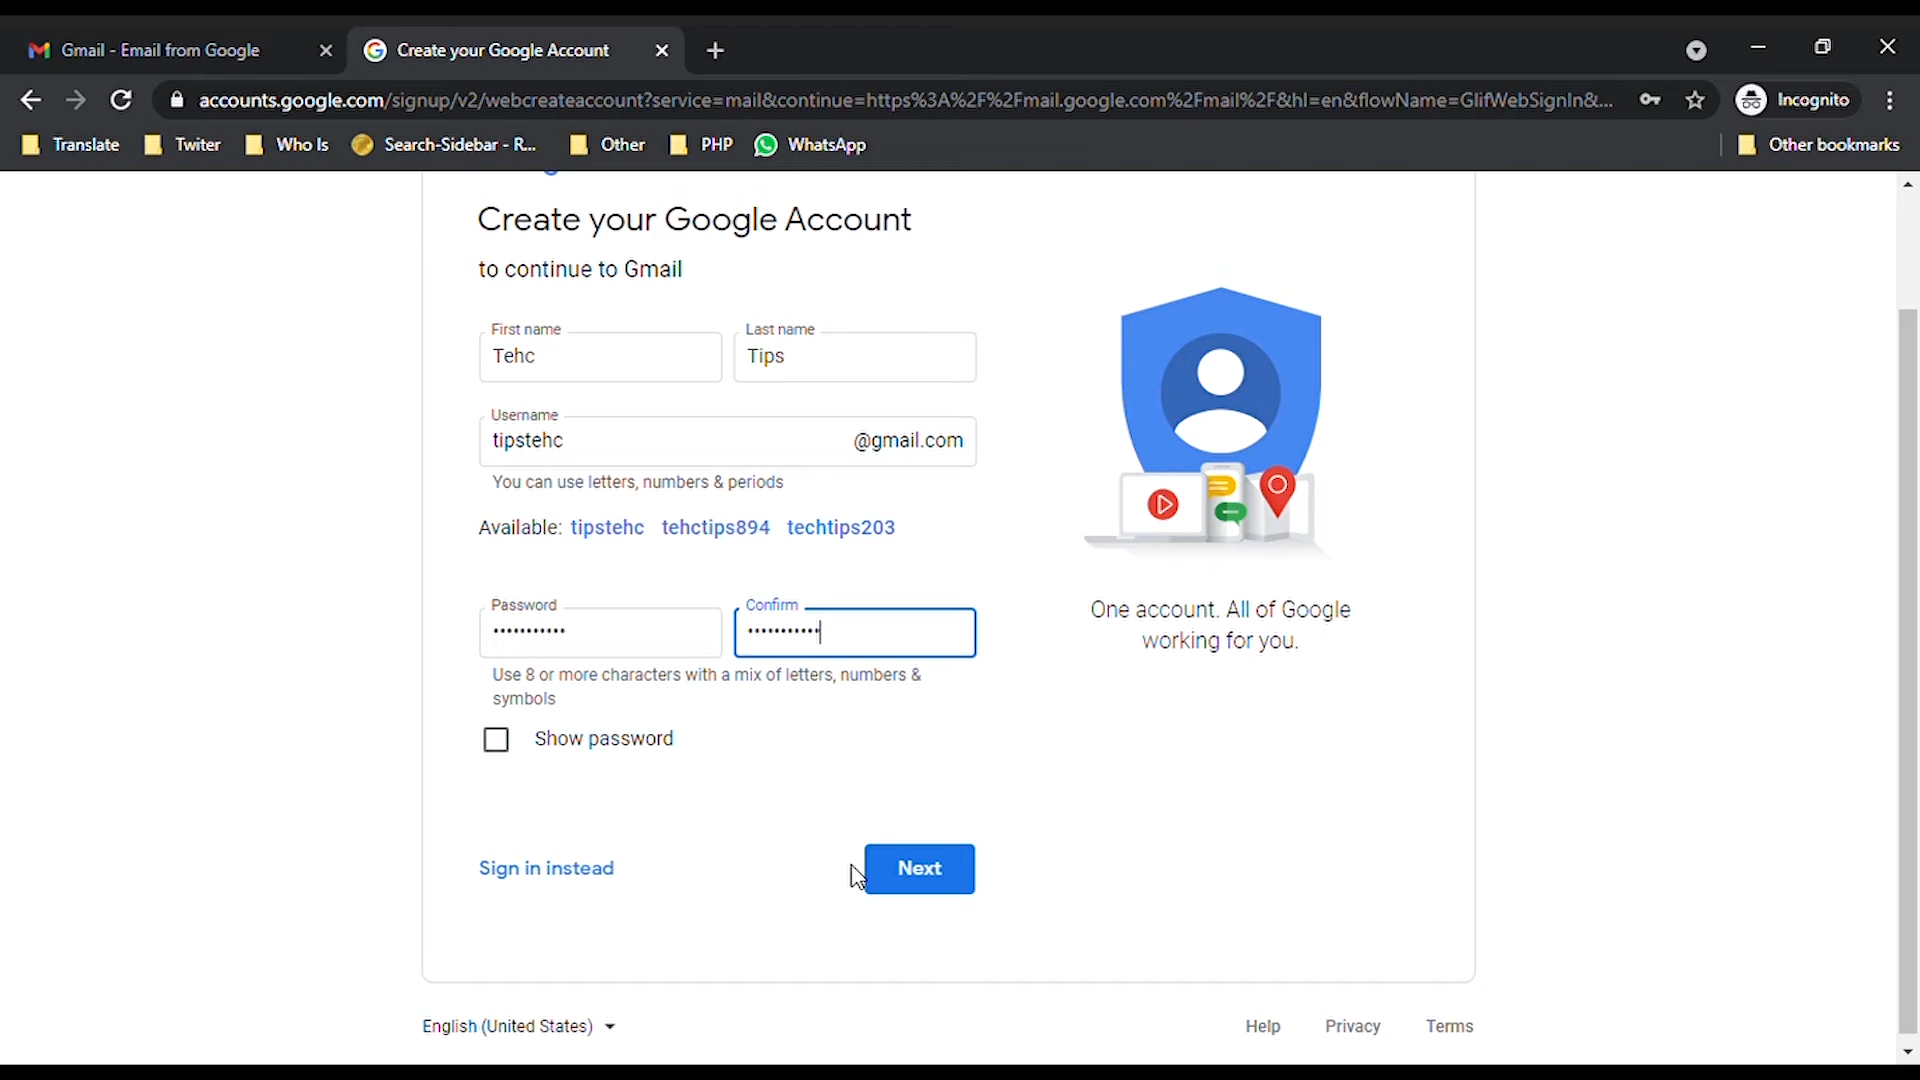 Gmail - Email from Google
Create your Google Account
accounts.google.com/signup/v2/webcreateaccount?service=mail&continue=https%3A%2F%2Fmail.google.com%2Fmail%2F&hl=en&flowName=GlifWebSignIn&...
Incognito
Translate
Twiter
Who Is
Search-Sidebar - R...
Other
PHP
WhatsApp
Other bookmarks
Create your Google Account
to continue to Gmail
First name
Tehc
Last name
Tips
Username
tipstehc
@gmail.com
You can use letters, numbers & periods
Available: tipstehc tehctips894 techtips203
Password
•••••••••••
Confirm
•••••••••••
Use 8 or more characters with a mix of letters, numbers &
symbols
Show password
Sign in instead
Next
One account. All of Google
working for you.
English (United States)
Help
Privacy
Terms